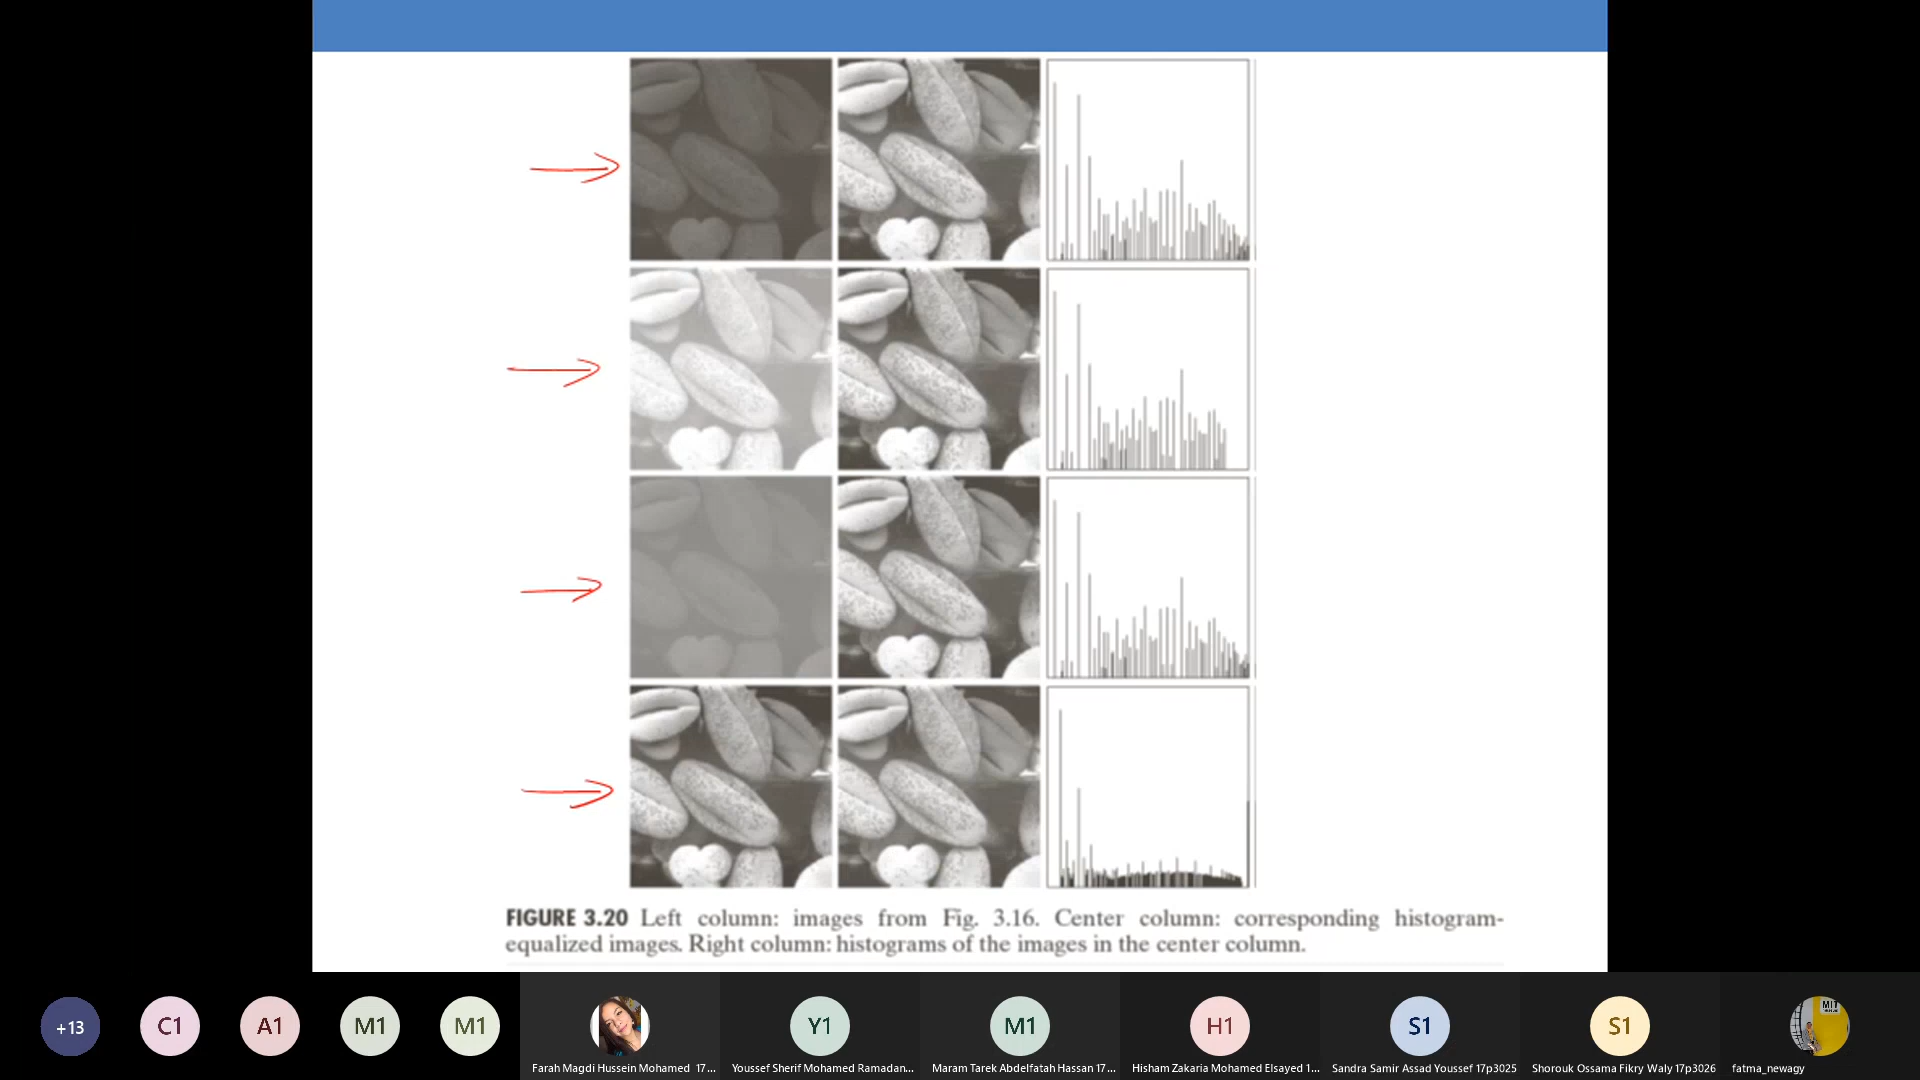 FIGURE 3.20 Left column: images from Fig. 3.16. Center column: corresponding histogram-
equalized images. Right column: histograms of the images in the center column.
+13
C1
A1
M1
M1
Y1
M1
H1
S1
S1
MIT
Farah Magdi Hussein Mohamed 17...
Youssef Sherif Mohamed Ramadan...
Maram Tarek Abdelfatah Hassan 17...
Hisham Zakaria Mohamed Elsayed 1...
Sandra Samir Assad Youssef 17p3025
Shorouk Ossama Fikry Waly 17p3026
fatma_newagy